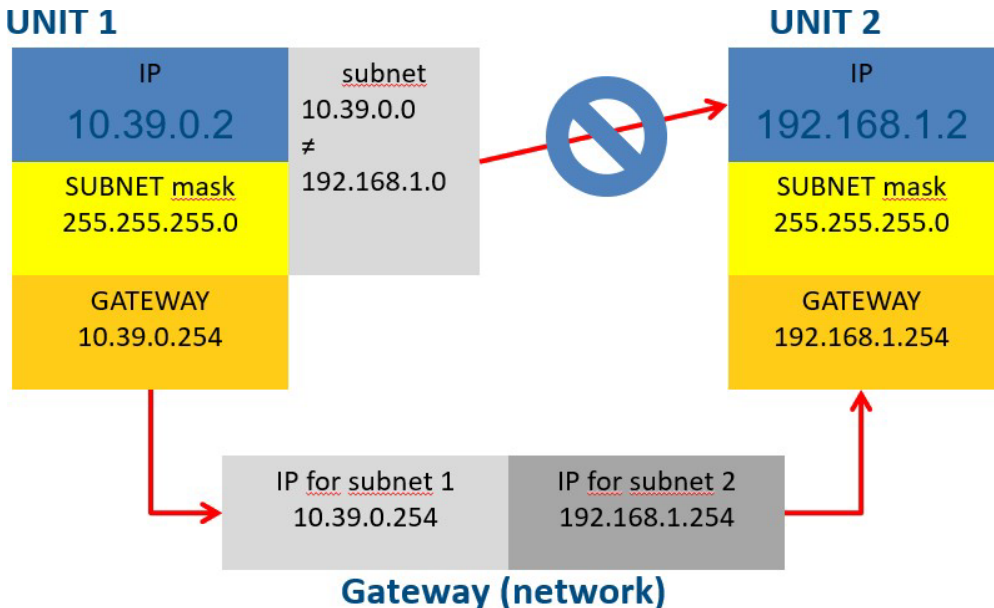 UNIT 1
UNIT 2
IP
10.39.0.2
SUBNET mask
255.255.255.0
GATEWAY
10.39.0.254
subnet
10.39.0.0
≠
192.168.1.0
IP
192.168.1.2
SUBNET mask
255.255.255.0
GATEWAY
192.168.1.254
IP for subnet 1
10.39.0.254
IP for subnet 2
192.168.1.254
Gateway (network)